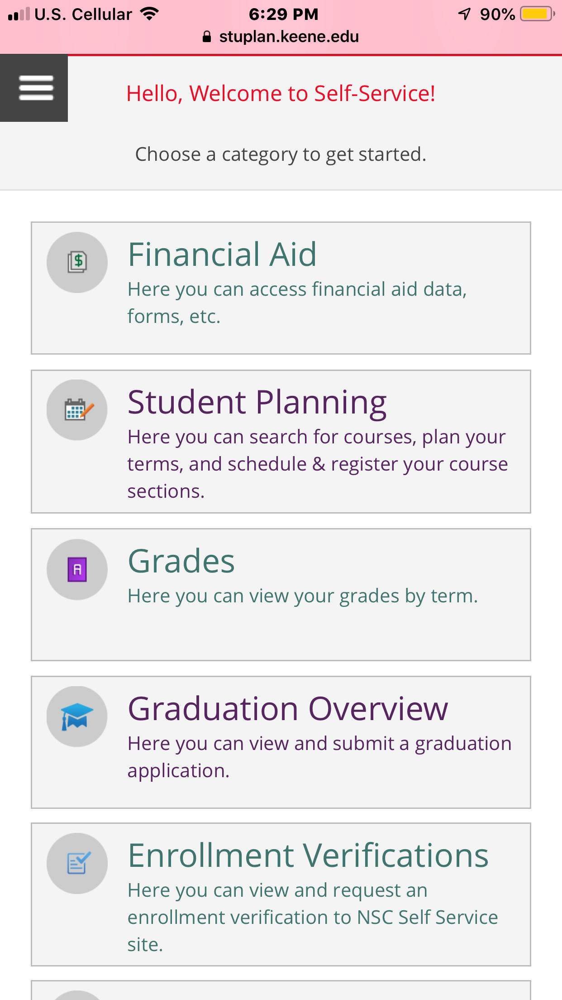 U.S. Cellular 6:29 PM 90%
stuplan.keene.edu
Hello, Welcome to Self-Service!
Choose a category to get started.
$
Financial Aid
Here you can access financial aid data,
forms, etc.
Student Planning
Here you can search for courses, plan your
terms, and schedule & register your course
sections.
A
Grades
Here you can view your grades by term.
Graduation Overview
Here you can view and submit a graduation
application.
Enrollment Verifications
Here you can view and request an
enrollment verification to NSC Self Service
site.